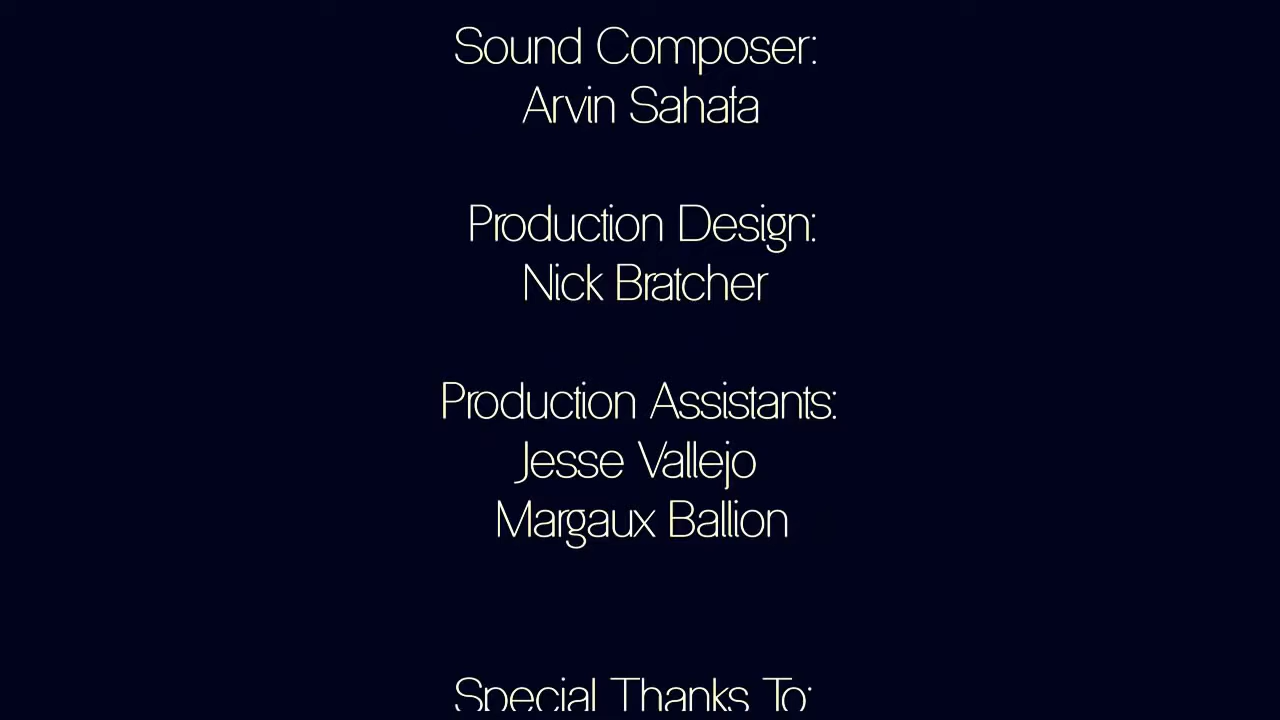 Sound Composer:
Arvin Sahafa
Production Design:
Nick Bratcher
Production Assistants:
Jesse Vallejo
Margaux Ballion
Special Thanks To: